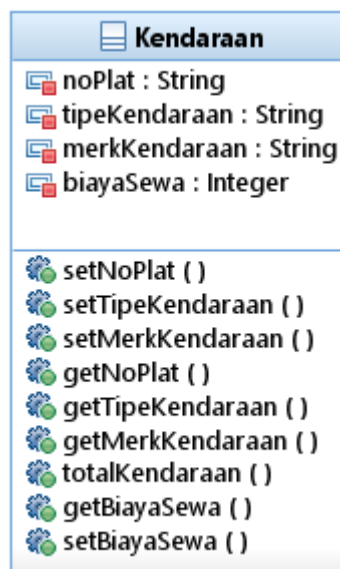 Kendaraan
noPlat : String
tipeKendaraan : String
merkKendaraan : String
biayaSewa : Integer
setNoPlat ( )
setTipeKendaraan ( )
setMerkKendaraan ( )
getNoPlat ( )
getTipeKendaraan ( )
getMerkKendaraan ( )
totalKendaraan ( )
getBiayaSewa ( )
setBiayaSewa ( )